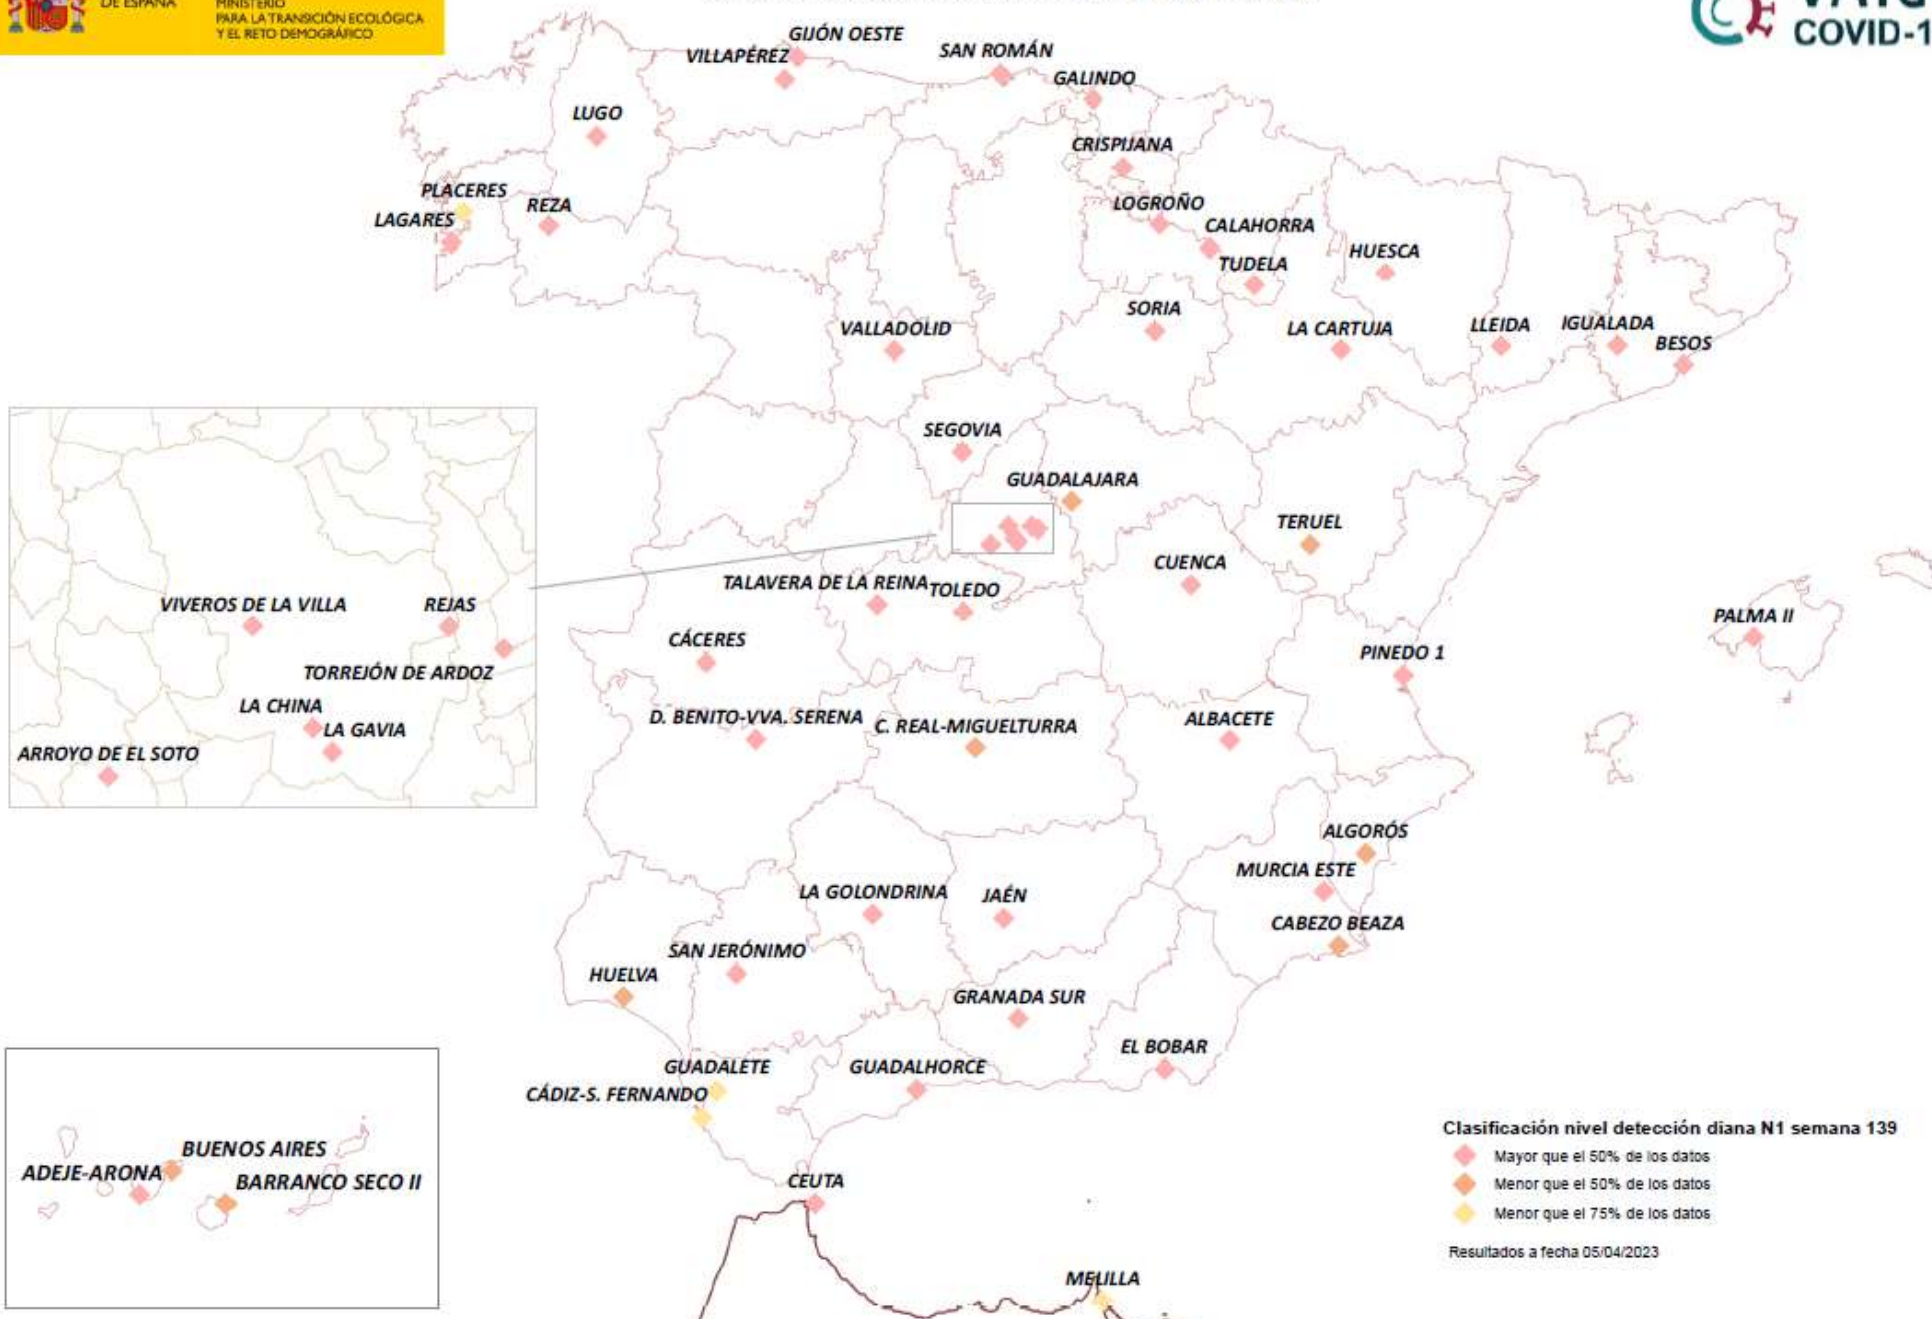 DE ESPAÑA
MINISTERIO
PARA LA TRANSICIÓN ECOLÓGICA
Y EL RETO DEMOGRÁFICO
COVID-1
GIJÓN OESTE
VILLAPÉREZ
SAN ROMÁN
GALINDO
LUGO
CRISPIJANA
PLACERES
REZA
LOGROÑO
LAGARES
CALAHORRA
HUESCA
TUDELA
SORIA
VALLADOLID
LA CARTUJA
LLEIDA
IGUALADA
BESOS
SEGOVIA
GUADALAJARA
TERUEL
CUENCA
TALAVERA DE LA REINA
TOLEDO
VIVEROS DE LA VILLA
REJAS
PALMA II
CÁCERES
PINEDO 1
TORREJÓN DE ARDOZ
LA CHINA
D. BENITO-VVA. SERENA
C. REAL-MIGUELTURRA
ALBACETE
LA GAVIA
ARROYO DE EL SOTO
ALGORÓS
MURCIA ESTE
LA GOLONDRINA
JAÉN
CABEZO BEAZA
SAN JERÓNIMO
HUELVA
GRANADA SUR
EL BOBAR
GUADALETE
GUADALHORCE
CÁDIZ-S. FERNANDO
Clasificación nivel detección diana N1 semana 139
Mayor que el 50% de los datos
Menor que el 50% de los datos
Menor que el 75% de los datos
Resultados a fecha 05/04/2023
BUENOS AIRES
ADEJE-ARONA
BARRANCO SECO II
CEUTA
MELILLA